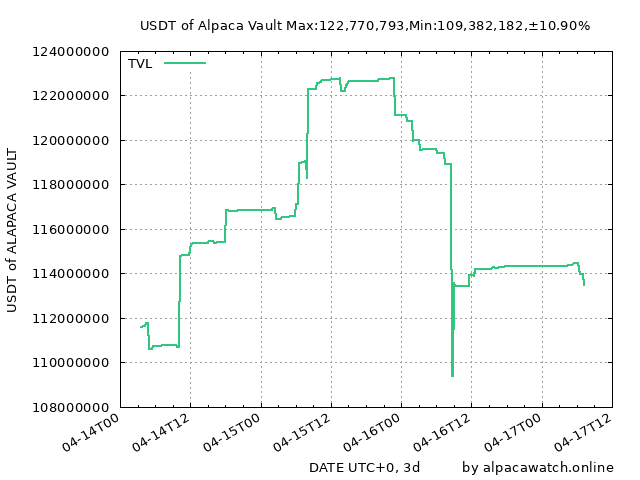 USDT of Alpaca Vault Max:122,770,793,Min:109,382,182,±10.90%
TVL
124000000
122000000
120000000
118000000
116000000
114000000
112000000
110000000
108000000
USDT of ALAPACA VAULT
04-14T00
04-14T12
04-15T00
04-15T12
04-16T00
04-16T12
04-17T00
04-17T12
DATE UTC+0, 3d
by alpacawatch.online